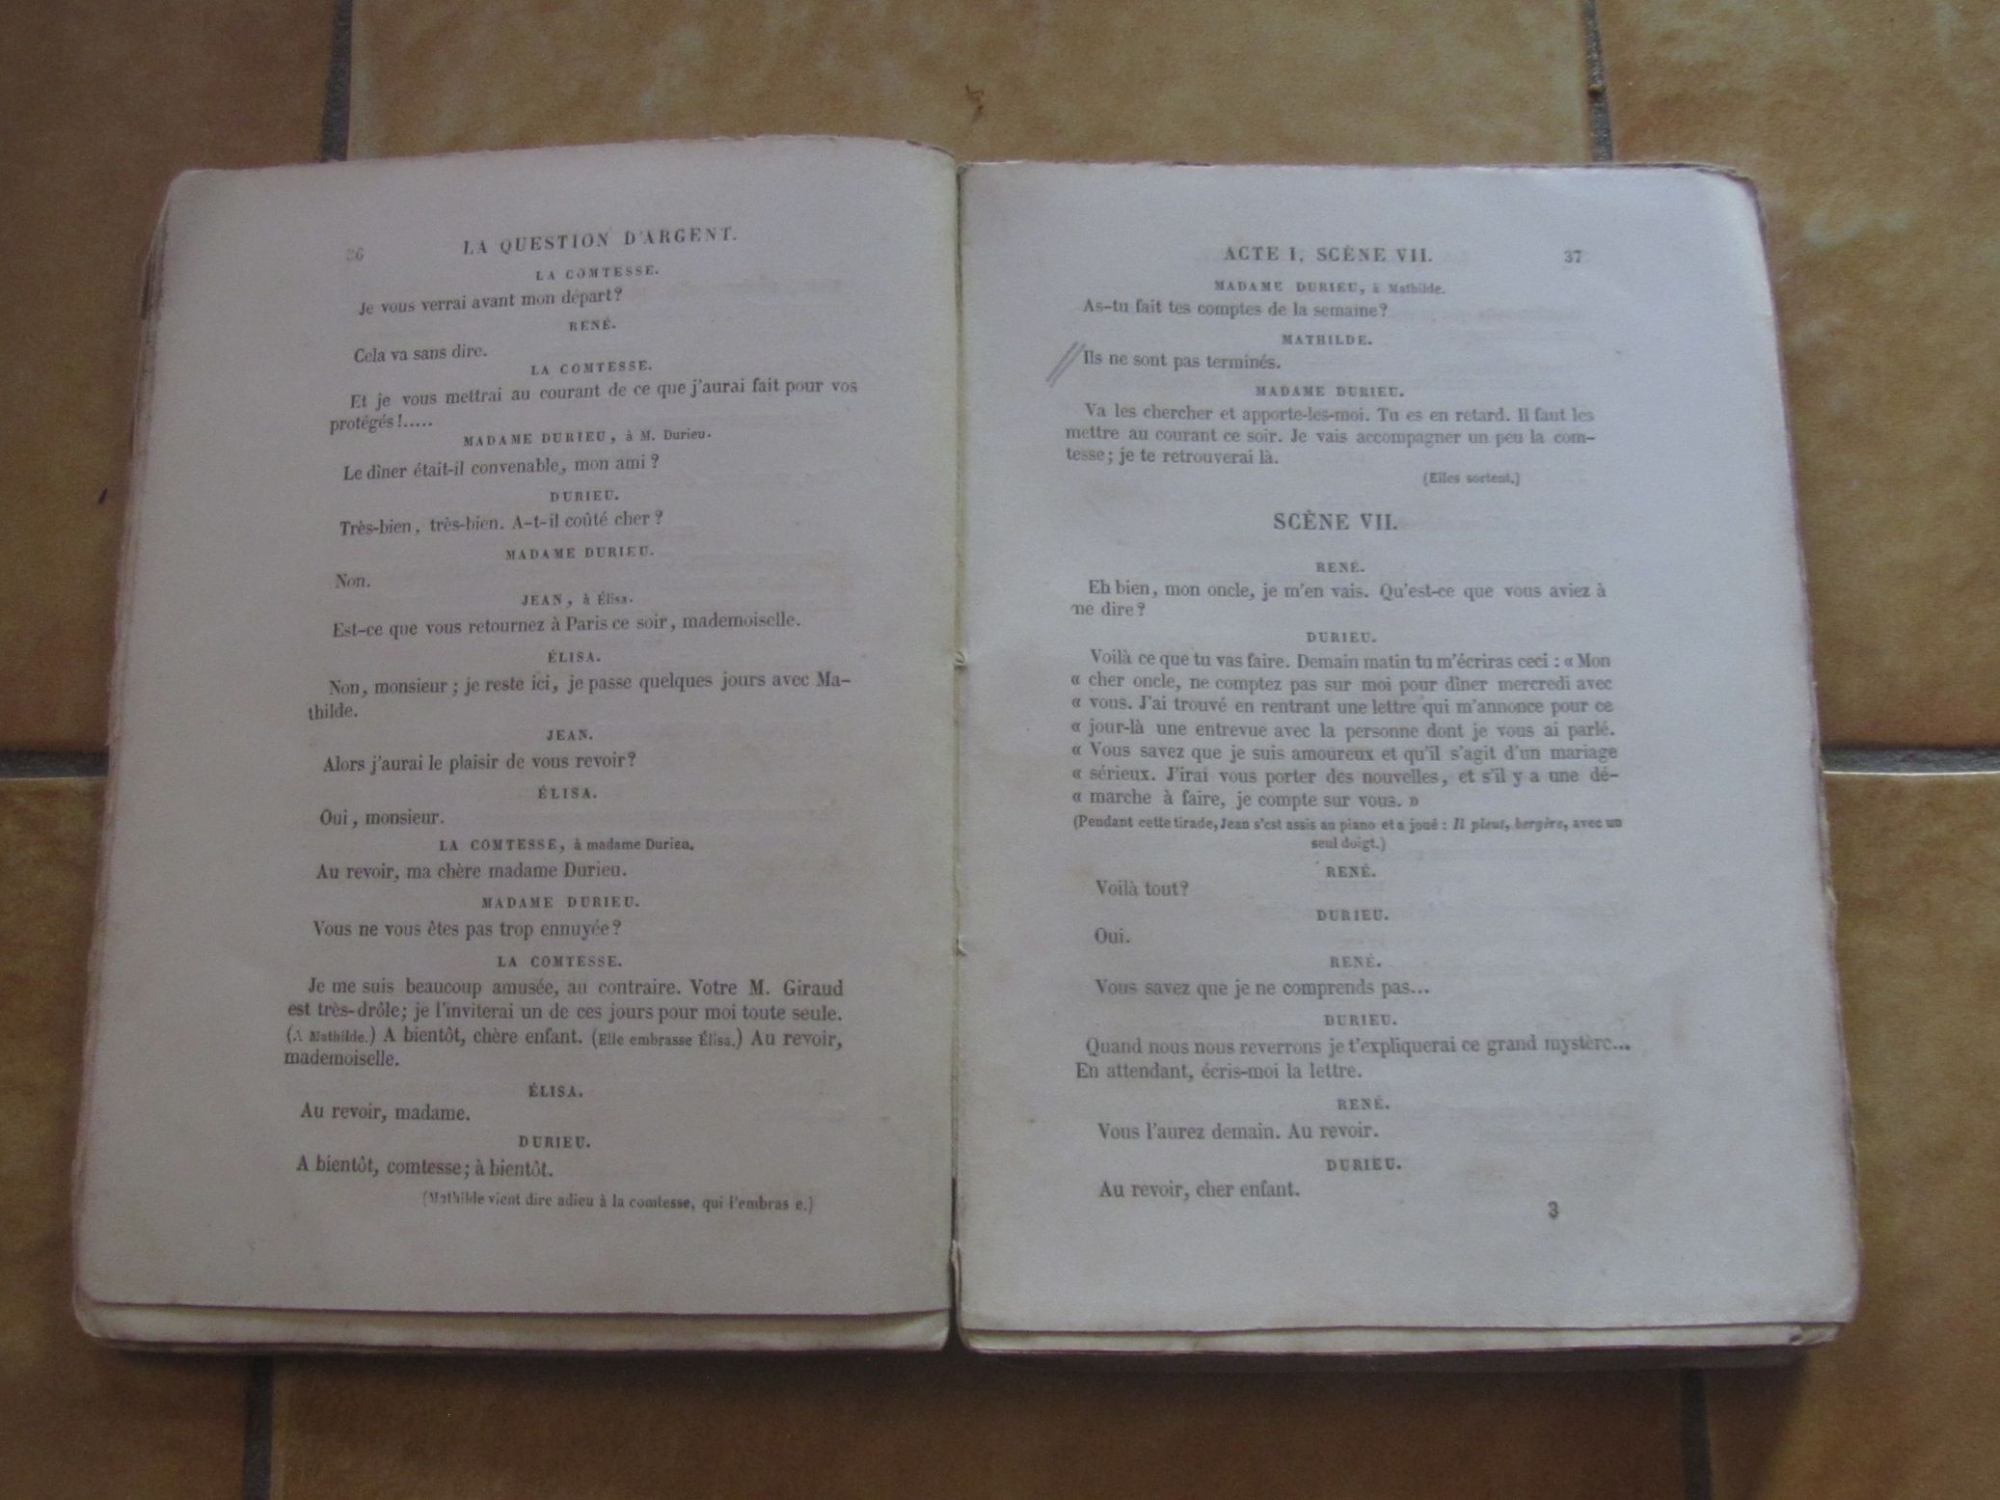 36 LA QUESTION D'ARGENT.
LA COMTESSE.
Je vous verrai avant mon départ?
RENÉ.
Cela va sans dire.
LA COMTESSE.
Et je vous mettrai au courant de ce que j'aurai fait pour vos
protégés!.....
MADAME DURIEU, à M. Durieu.
Le dîner était-il convenable, mon ami?
DURIEU.
Très-bien, très-bien. A-t-il coûté cher?
MADAME DURIEU.
Non.
JEAN, à Élisa.
Est-ce que vous retournez à Paris ce soir, mademoiselle.
ÉLISA.
Non, monsieur; je reste ici, je passe quelques jours avec Ma-
thilde.
JEAN.
Alors j'aurai le plaisir de vous revoir?
ÉLISA.
Oui, monsieur.
LA COMTESSE, à madame Durieu.
Au revoir, ma chère madame Durieu.
MADAME DURIEU.
Vous ne vous êtes pas trop ennuyée?
LA COMTESSE.
Je me suis beaucoup amusée, au contraire. Votre M. Giraud
est très-drôle; je l'inviterai un de ces jours pour moi toute seule.
(A Mathilde.) A bientôt, chère enfant. (Elle embrasse Élisa.) Au revoir,
mademoiselle.
ÉLISA.
Au revoir, madame.
DURIEU.
A bientôt, comtesse; à bientôt.
(Mathilde vient dire adieu à la comtesse, qui l'embras e.)
ACTE I, SCÈNE VII. 37
MADAME DURIEU, à Mathilde.
As-tu fait tes comptes de la semaine?
MATHILDE.
Ils ne sont pas terminés.
MADAME DURIEU.
Va les chercher et apporte-les-moi. Tu es en retard. Il faut les
mettre au courant ce soir. Je vais accompagner un peu la com-
tesse; je te retrouverai là.
(Elles sortent.)
SCÈNE VII.
RENÉ.
Eh bien, mon oncle, je m'en vais. Qu'est-ce que vous aviez à
me dire?
DURIEU.
Voilà ce que tu vas faire. Demain matin tu m'écriras ceci : « Mon
« cher oncle, ne comptez pas sur moi pour dîner mercredi avec
« vous. J'ai trouvé en rentrant une lettre qui m'annonce pour ce
« jour-là une entrevue avec la personne dont je vous ai parlé.
« Vous savez que je suis amoureux et qu'il s'agit d'un mariage
« sérieux. J'irai vous porter des nouvelles, et s'il y a une dé-
« marche à faire, je compte sur vous. »
(Pendant cette tirade, Jean s'est assis au piano et a joué : Il pleut, bergère, avec un
seul doigt.)
RENÉ.
Voilà tout?
DURIEU.
Oui.
RENÉ.
Vous savez que je ne comprends pas...
DURIEU.
Quand nous nous reverrons je t'expliquerai ce grand mystère...
En attendant, écris-moi la lettre.
RENÉ.
Vous l'aurez demain. Au revoir.
DURIEU.
Au revoir, cher enfant.
3